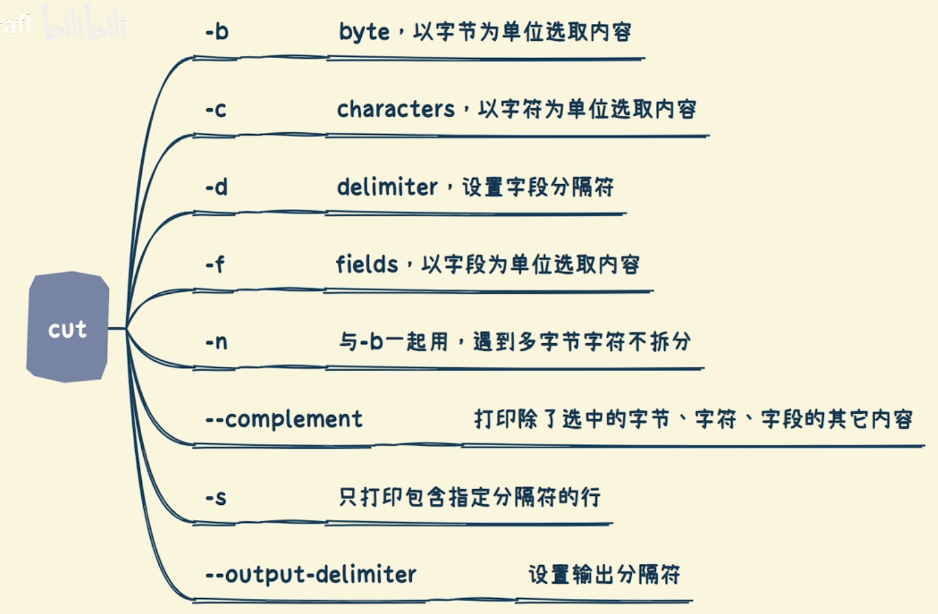 bilibili
-b byte，以字节为单位选取内容
-c characters，以字符为单位选取内容
-d delimiter，设置字段分隔符
-f fields，以字段为单位选取内容
cut
-n 与-b一起用，遇到多字节字符不拆分
--complement 打印除了选中的字节、字符、字段的其它内容
-s 只打印包含指定分隔符的行
--output-delimiter 设置输出分隔符